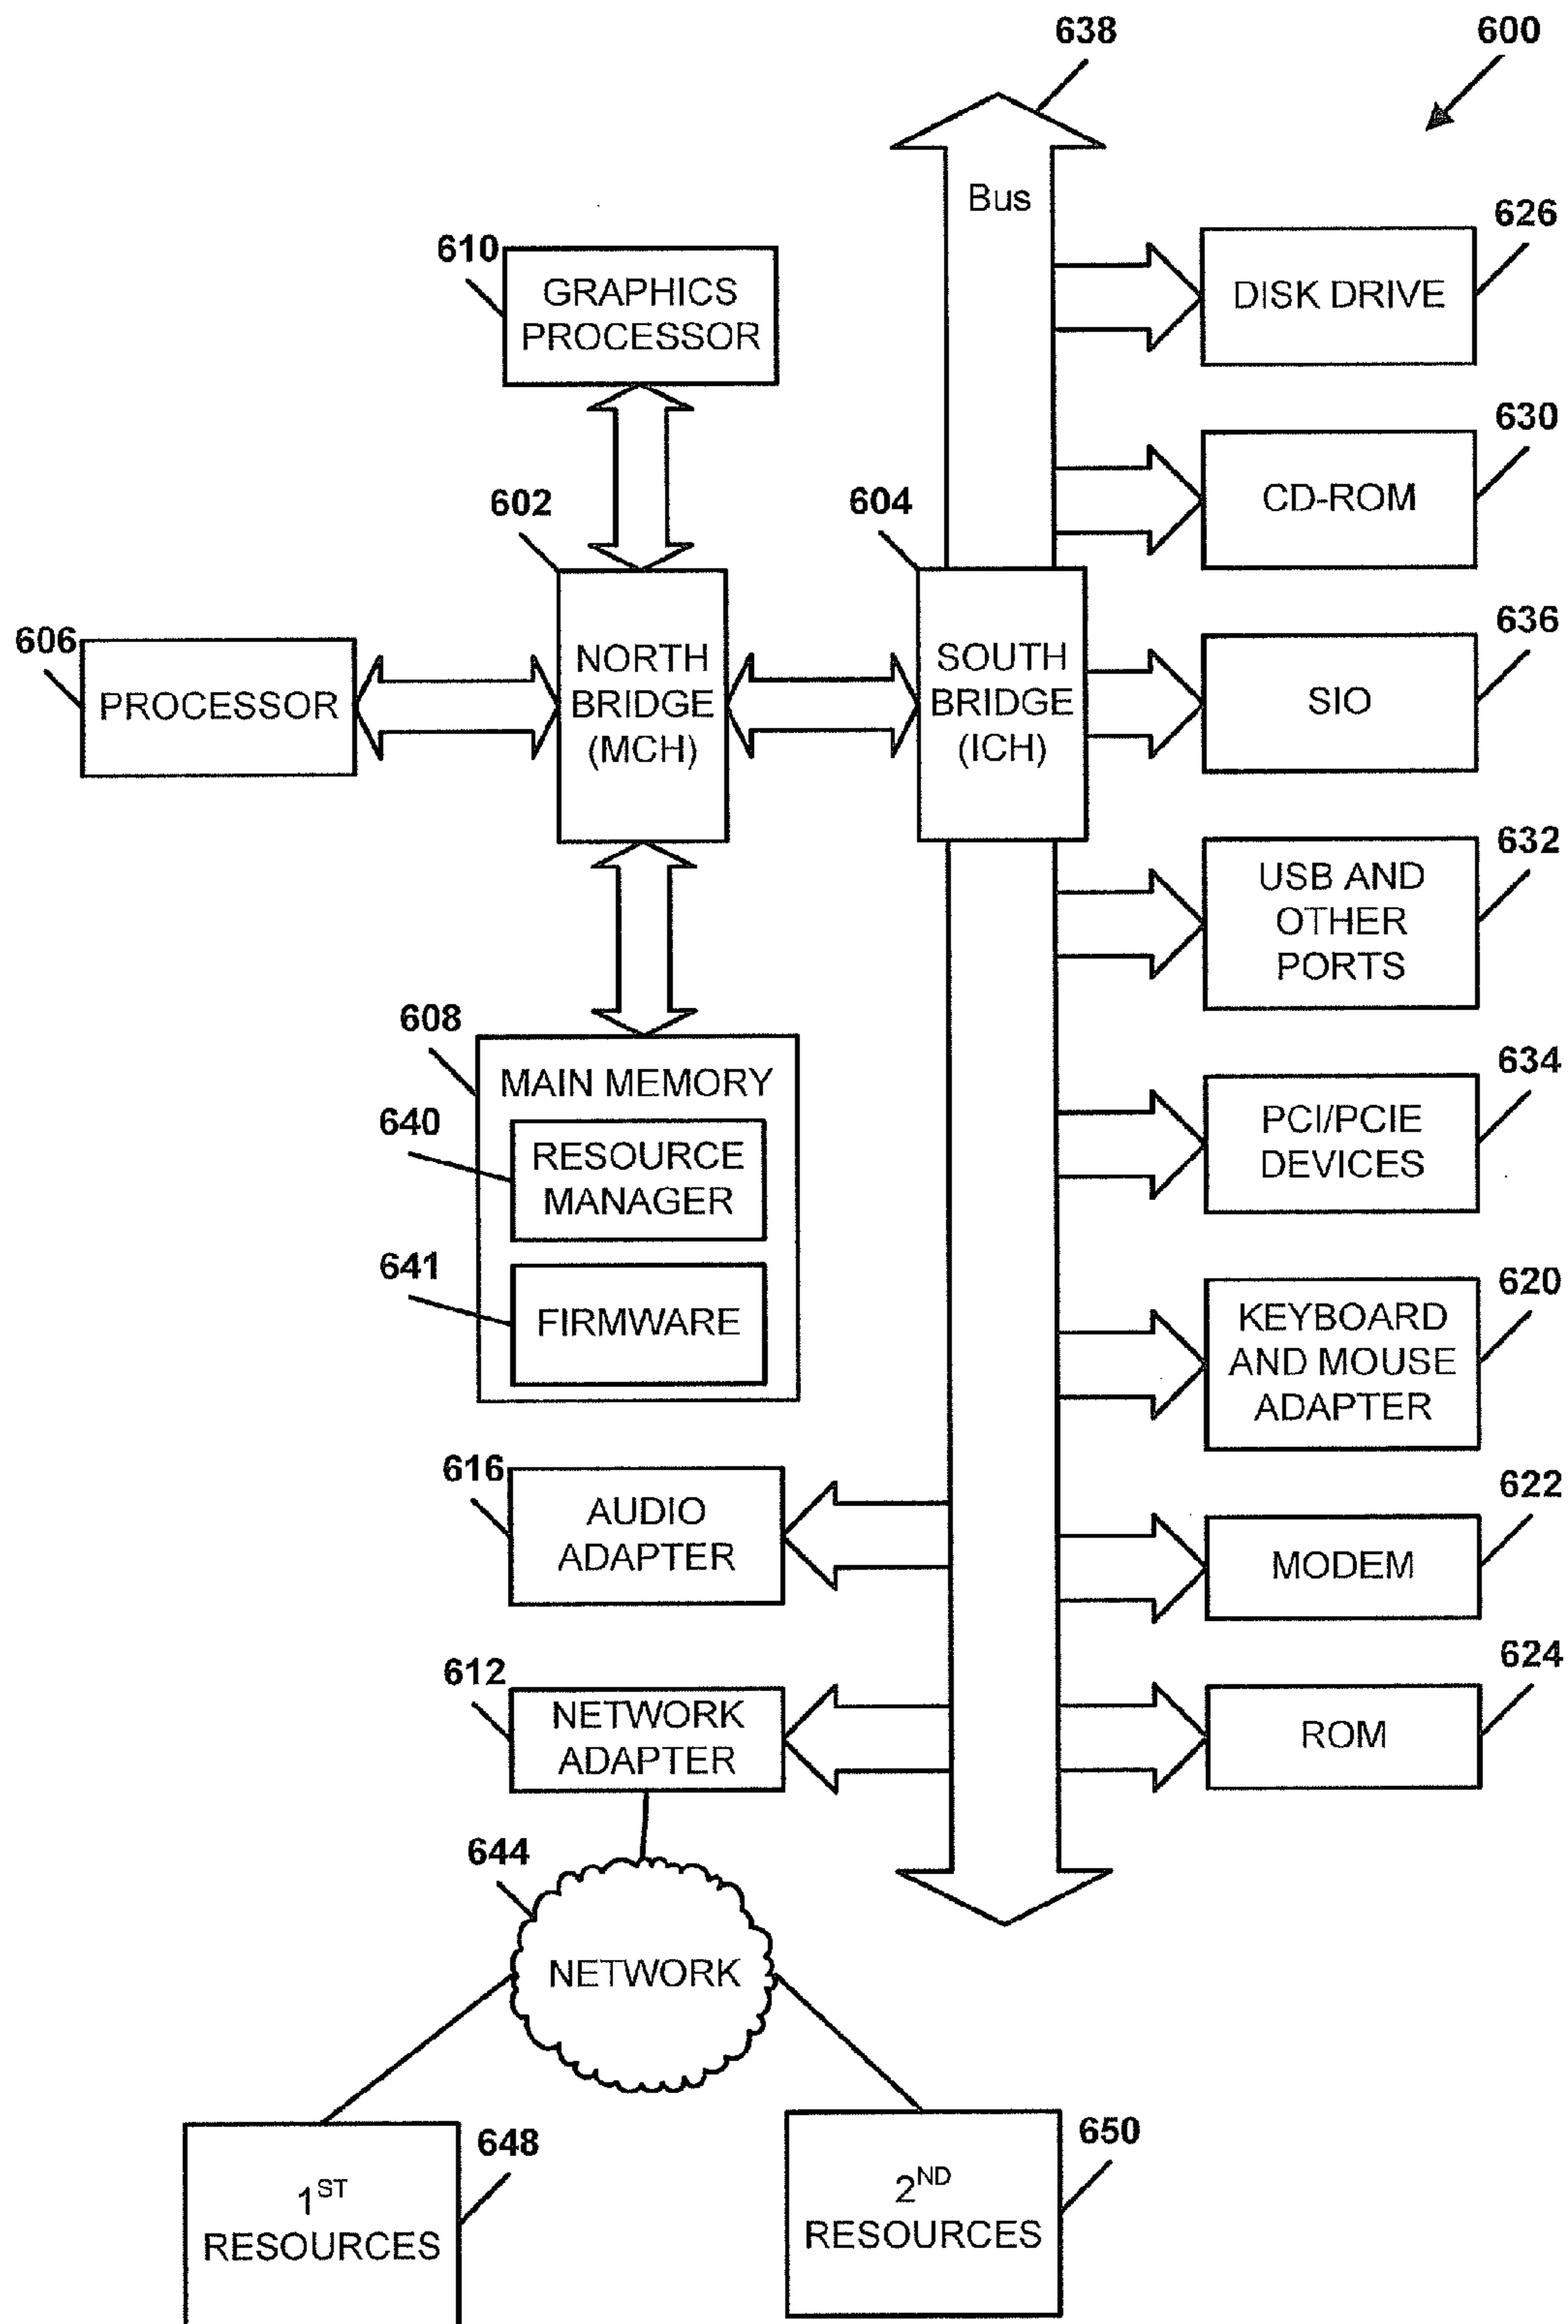 638
600
Bus
626
DISK DRIVE
610
GRAPHICS
PROCESSOR
630
CD-ROM
602
604
606
PROCESSOR
NORTH
BRIDGE
(MCH)
SOUTH
BRIDGE
(ICH)
636
SIO
632
USB AND
OTHER
PORTS
608
MAIN MEMORY
640
RESOURCE
MANAGER
641
FIRMWARE
634
PCI/PCIE
DEVICES
620
KEYBOARD
AND MOUSE
ADAPTER
616
AUDIO
ADAPTER
622
MODEM
612
NETWORK
ADAPTER
624
ROM
644
NETWORK
648
1ST
RESOURCES
650
2ND
RESOURCES